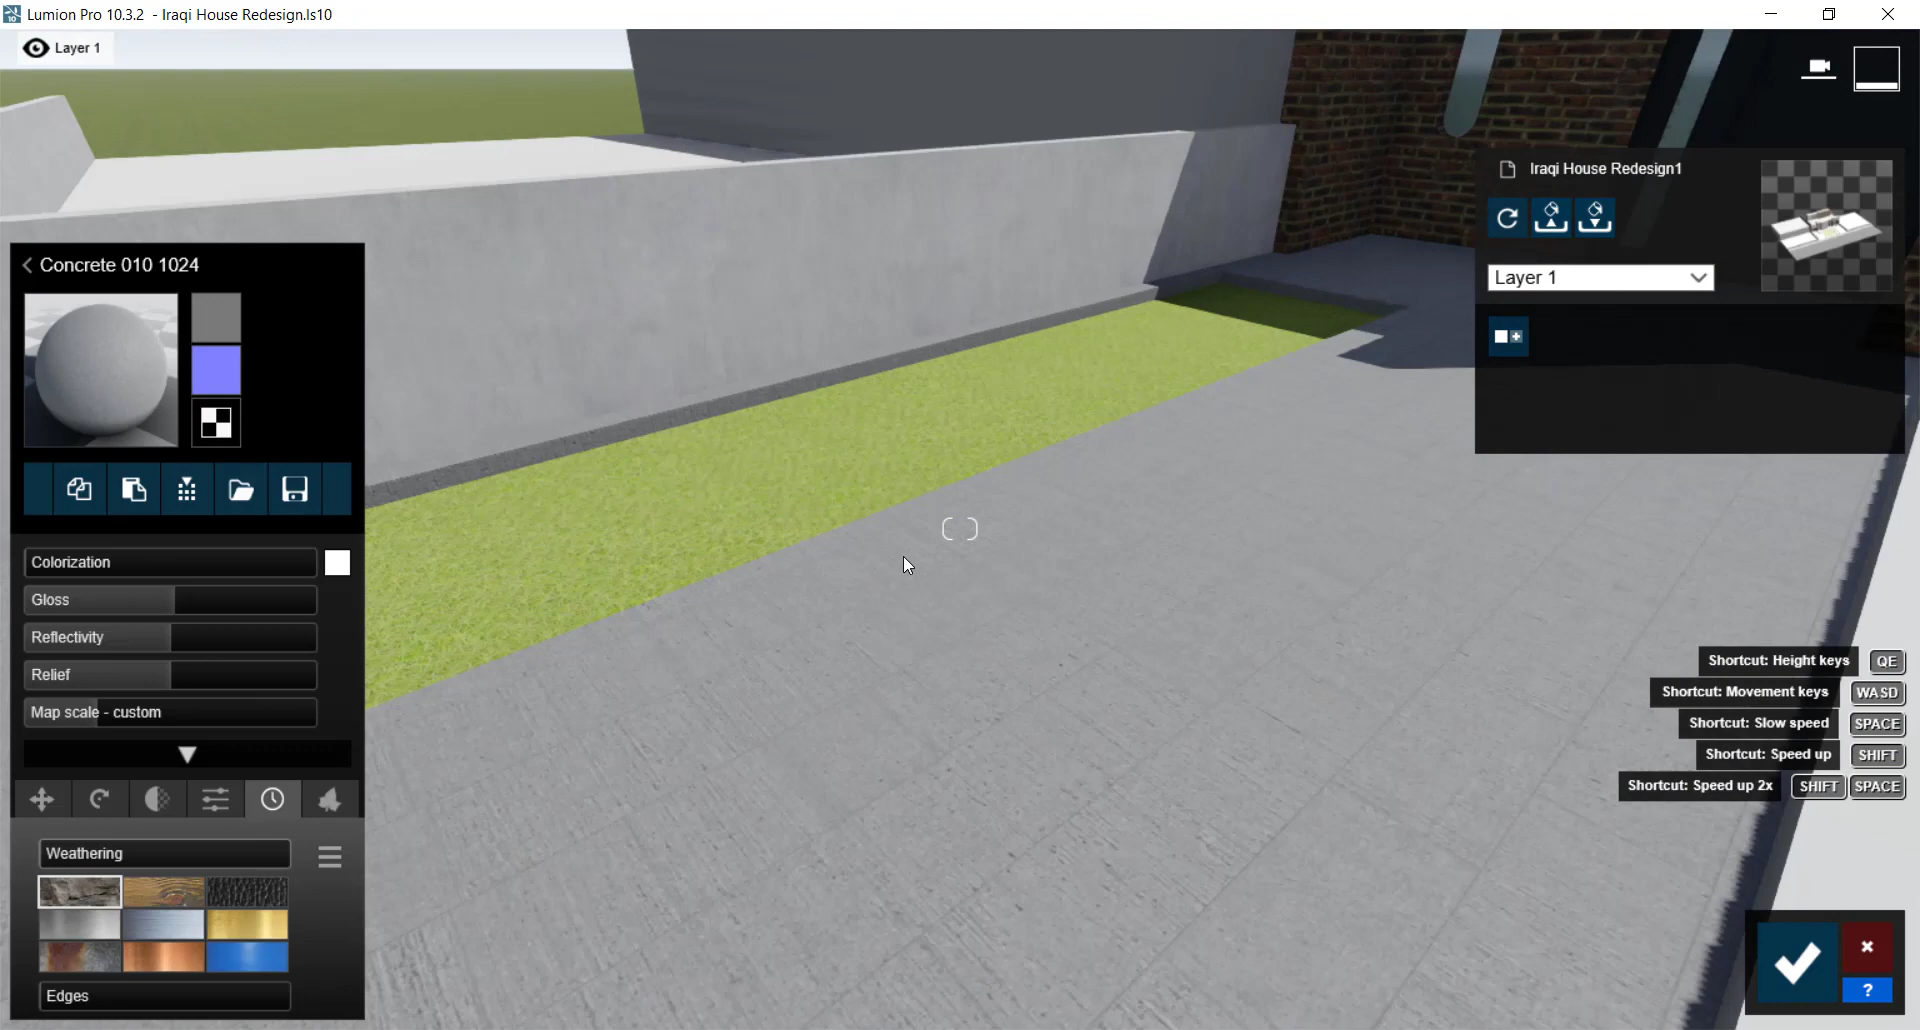 Lumion Pro 10.3.2 - Iraqi House Redesign.ls10
Layer 1
Iraqi House Redesign1
Layer 1
Concrete 010 1024
Colorization
Gloss
Reflectivity
Relief
Map scale - custom
Weathering
Edges
Shortcut: Height keys QE
Shortcut: Movement keys WASD
Shortcut: Slow speed SPACE
Shortcut: Speed up SHIFT
Shortcut: Speed up 2x SHIFT SPACE
?